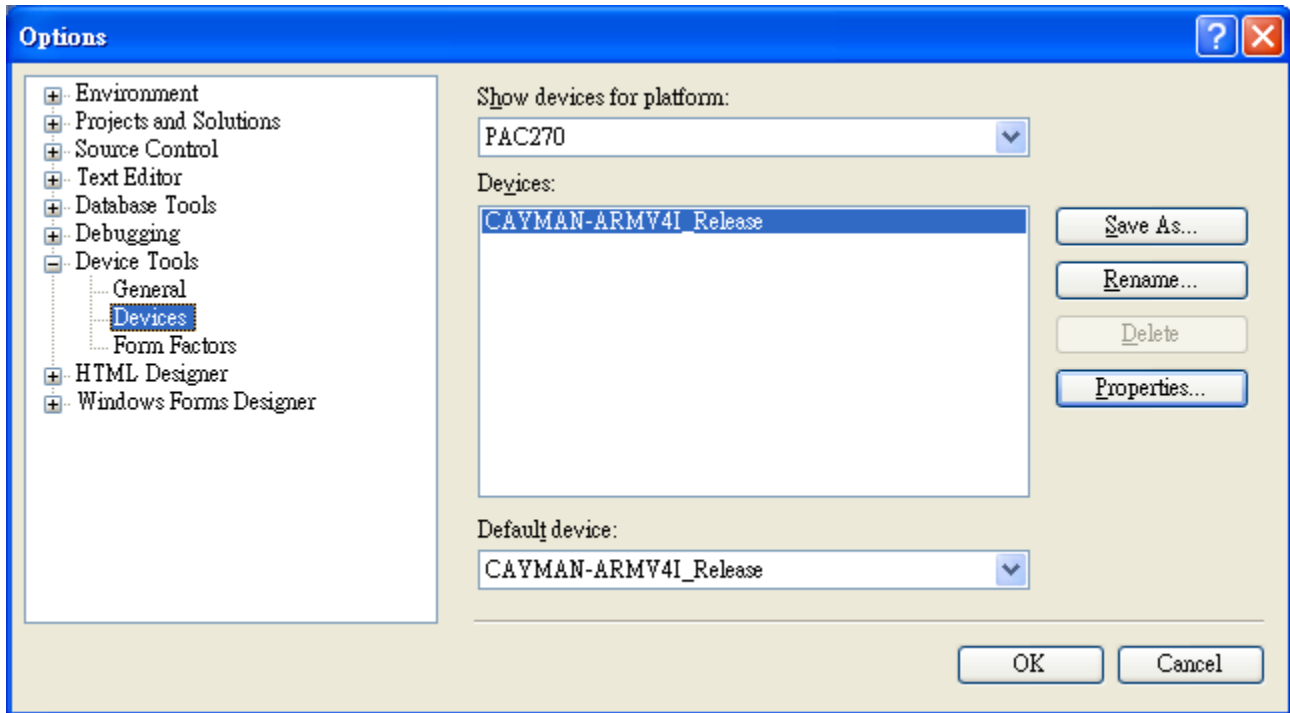 Options
Environment
Projects and Solutions
Source Control
Text Editor
Database Tools
Debugging
Device Tools
General
Devices
Form Factors
HTML Designer
Windows Forms Designer
Show devices for platform:
PAC270
Devices:
CAYMAN-ARMV4I_Release
Save As...
Rename...
Delete
Properties...
Default device:
CAYMAN-ARMV4I_Release
OK
Cancel